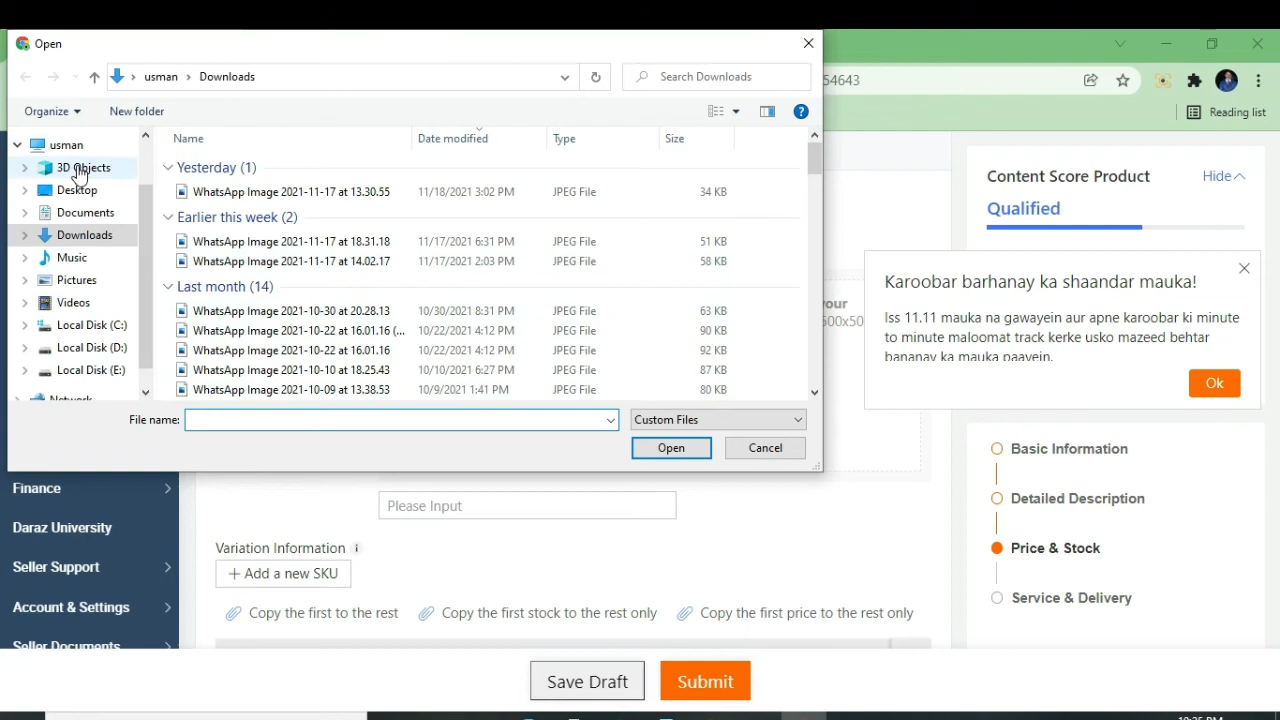 Open
usman
Downloads
Search Downloads
54643
Organize
New folder
Reading list
usman
3D Objects
Desktop
Documents
Downloads
Music
Pictures
Videos
Local Disk (C:)
Local Disk (D:)
Local Disk (E:)
Network
Name Date modified Type Size
Yesterday (1)
WhatsApp Image 2021-11-17 at 13.30.55 11/18/2021 3:02 PM JPEG File 34 KB
Earlier this week (2)
WhatsApp Image 2021-11-17 at 18.31.18 11/17/2021 6:31 PM JPEG File 51 KB
WhatsApp Image 2021-11-17 at 14.02.17 11/17/2021 2:03 PM JPEG File 58 KB
Last month (14)
WhatsApp Image 2021-10-30 at 20.28.13 10/30/2021 8:31 PM JPEG File 63 KB
WhatsApp Image 2021-10-22 at 16.01.16 (... 10/22/2021 4:12 PM JPEG File 90 KB
WhatsApp Image 2021-10-22 at 16.01.16 10/22/2021 4:12 PM JPEG File 92 KB
WhatsApp Image 2021-10-10 at 18.25.43 10/10/2021 6:27 PM JPEG File 87 KB
WhatsApp Image 2021-10-09 at 13.38.53 10/9/2021 1:41 PM JPEG File 80 KB
File name:
Custom Files
Open
Cancel
your
500x50
Content Score Product
Hide
Qualified
Karoobar barhanay ka shaandar mauka!
Iss 11.11 mauka na gawayein aur apne karoobar ki minute
to minute maloomat track kerke usko mazeed behtar
bananay ka mauka paayein.
Ok
Basic Information
Detailed Description
Price & Stock
Service & Delivery
Finance
Daraz University
Seller Support
Account & Settings
Seller Documents
Please Input
Variation Information
+ Add a new SKU
Copy the first to the rest
Copy the first stock to the rest only
Copy the first price to the rest only
Save Draft
Submit